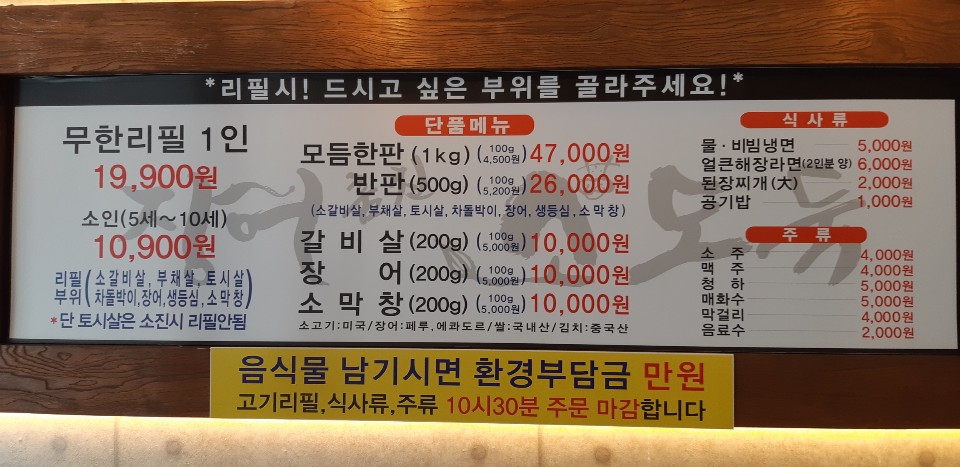 *리필시! 드시고 싶은 부위를 골라주세요!*
무한리필 1인
19,900원
소인(5세~10세)
10,900원
리필부위 (소갈비살, 부채살, 토시살
차돌박이,장어,생등심,소막창)
*단 토시살은 소진시 리필안됨
단품메뉴
모듬한판 (1kg) (100g 4,500원) 47,000원
반판 (500g) (100g 5,200원) 26,000원
(소갈비살, 부채살, 토시살, 차돌박이, 장어, 생등심, 소막창)
갈비살 (200g) (100g 5,000원) 10,000원
장어 (200g) (100g 5,000원) 10,000원
소막창 (200g) (100g 5,000원) 10,000원
소고기:미국/장어:페루,에콰도르/쌀:국내산/김치:중국산
식사류
물·비빔냉면 5,000원
얼큰해장라면(2인분 양) 6,000원
된장찌개(大) 2,000원
공기밥 1,000원
주류
소주 4,000원
맥주 4,000원
청하 5,000원
매화수 5,000원
막걸리 4,000원
음료수 2,000원
음식물 남기시면 환경부담금 만원
고기리필,식사류,주류 10시30분 주문 마감합니다